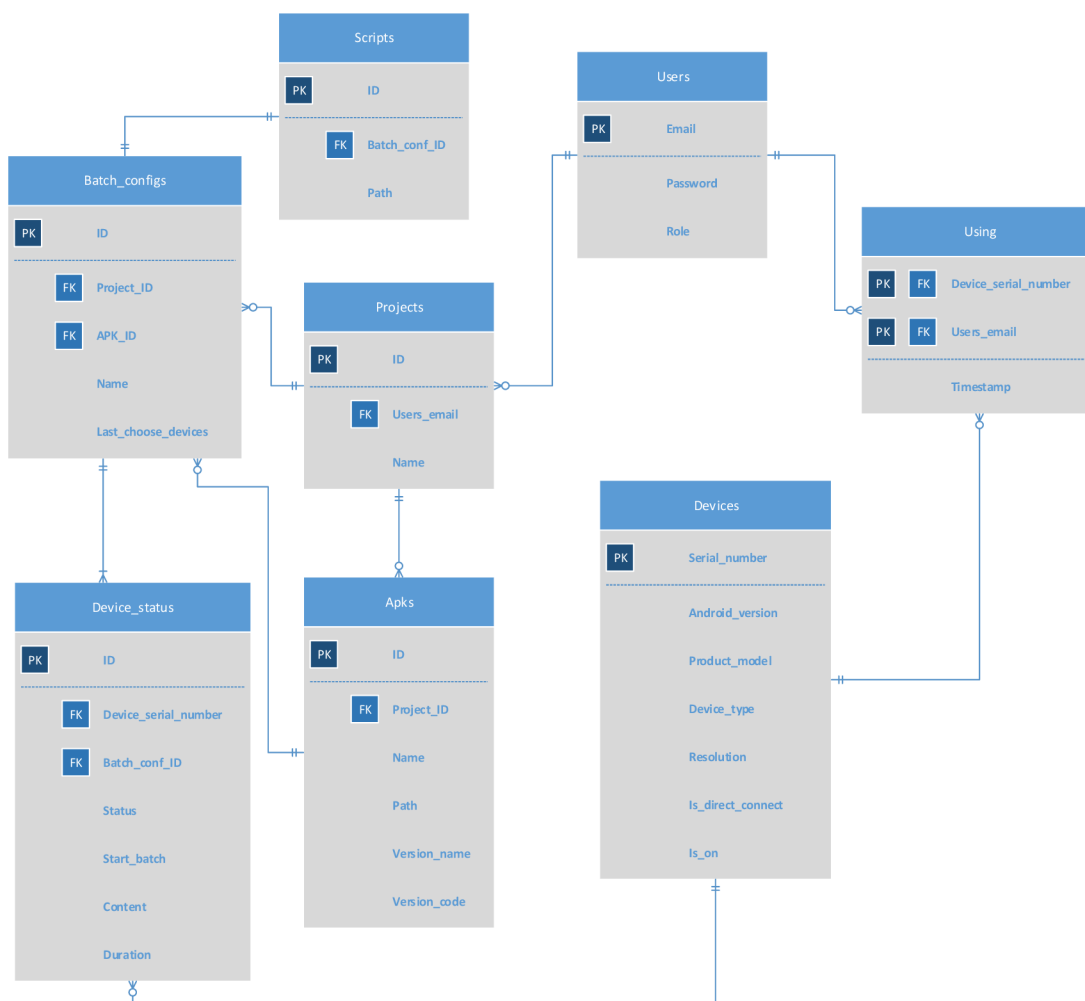 Scripts
PK ID
FK Batch_conf_ID
Path
Users
PK Email
Password
Role
Batch_configs
PK ID
FK Project_ID
FK APK_ID
Name
Last_choose_devices
Using
PK FK Device_serial_number
PK FK Users_email
Timestamp
Projects
PK ID
FK Users_email
Name
Devices
PK Serial_number
Android_version
Product_model
Device_type
Resolution
Is_direct_connect
Is_on
Device_status
PK ID
FK Device_serial_number
FK Batch_conf_ID
Status
Start_batch
Content
Duration
Apks
PK ID
FK Project_ID
Name
Path
Version_name
Version_code